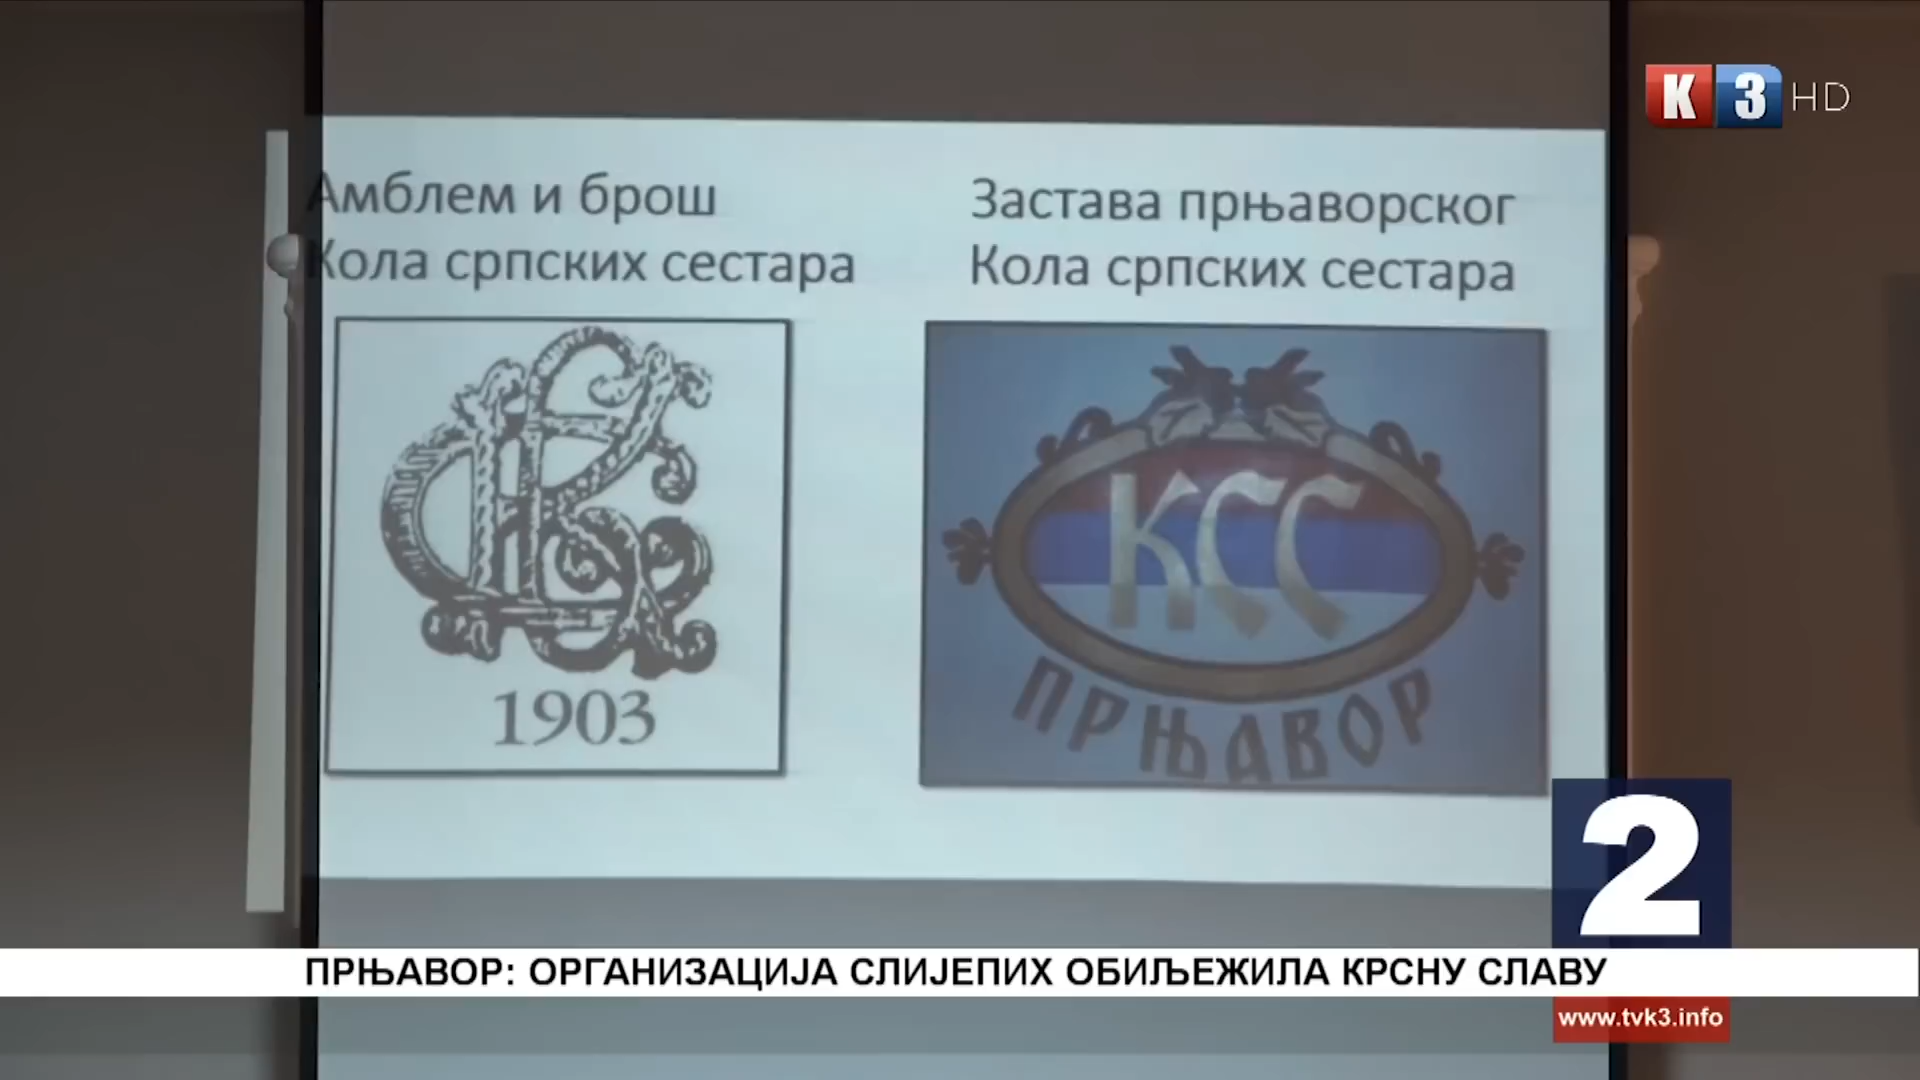 К3 HD
Амблем и брош
Кола српских сестара
Застава прњаворског
Кола српских сестара
1903
КСС
ПРЊАВОР
2
ПРЊАВОР: ОРГАНИЗАЦИЈА СЛИЈЕПИХ ОБИЉЕЖИЛА КРСНУ СЛАВУ
www.tvk3.info